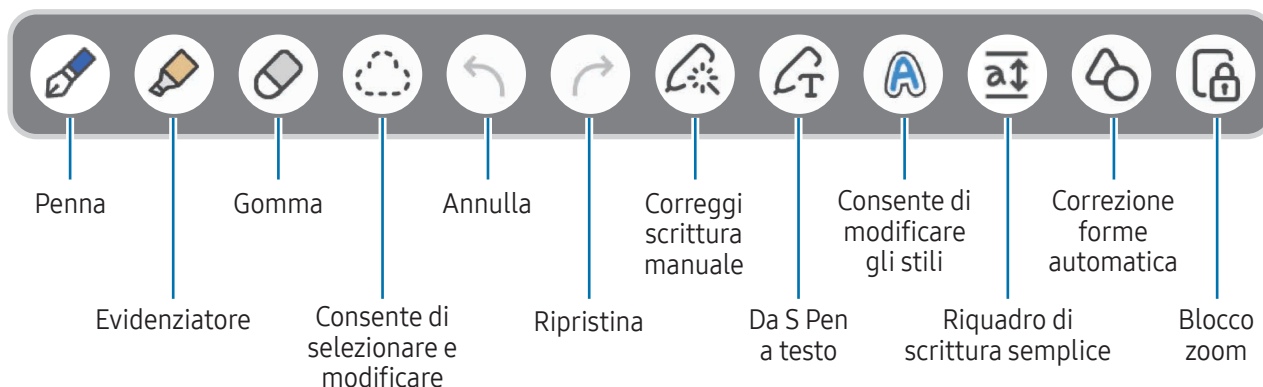 Penna
Gomma
Annulla
Correggi
scrittura
manuale
Consente di
modificare
gli stili
Correzione
forme
automatica
Evidenziatore
Consente di
selezionare e
modificare
Ripristina
Da S Pen
a testo
Riquadro di
scrittura semplice
Blocco
zoom
T
A
a